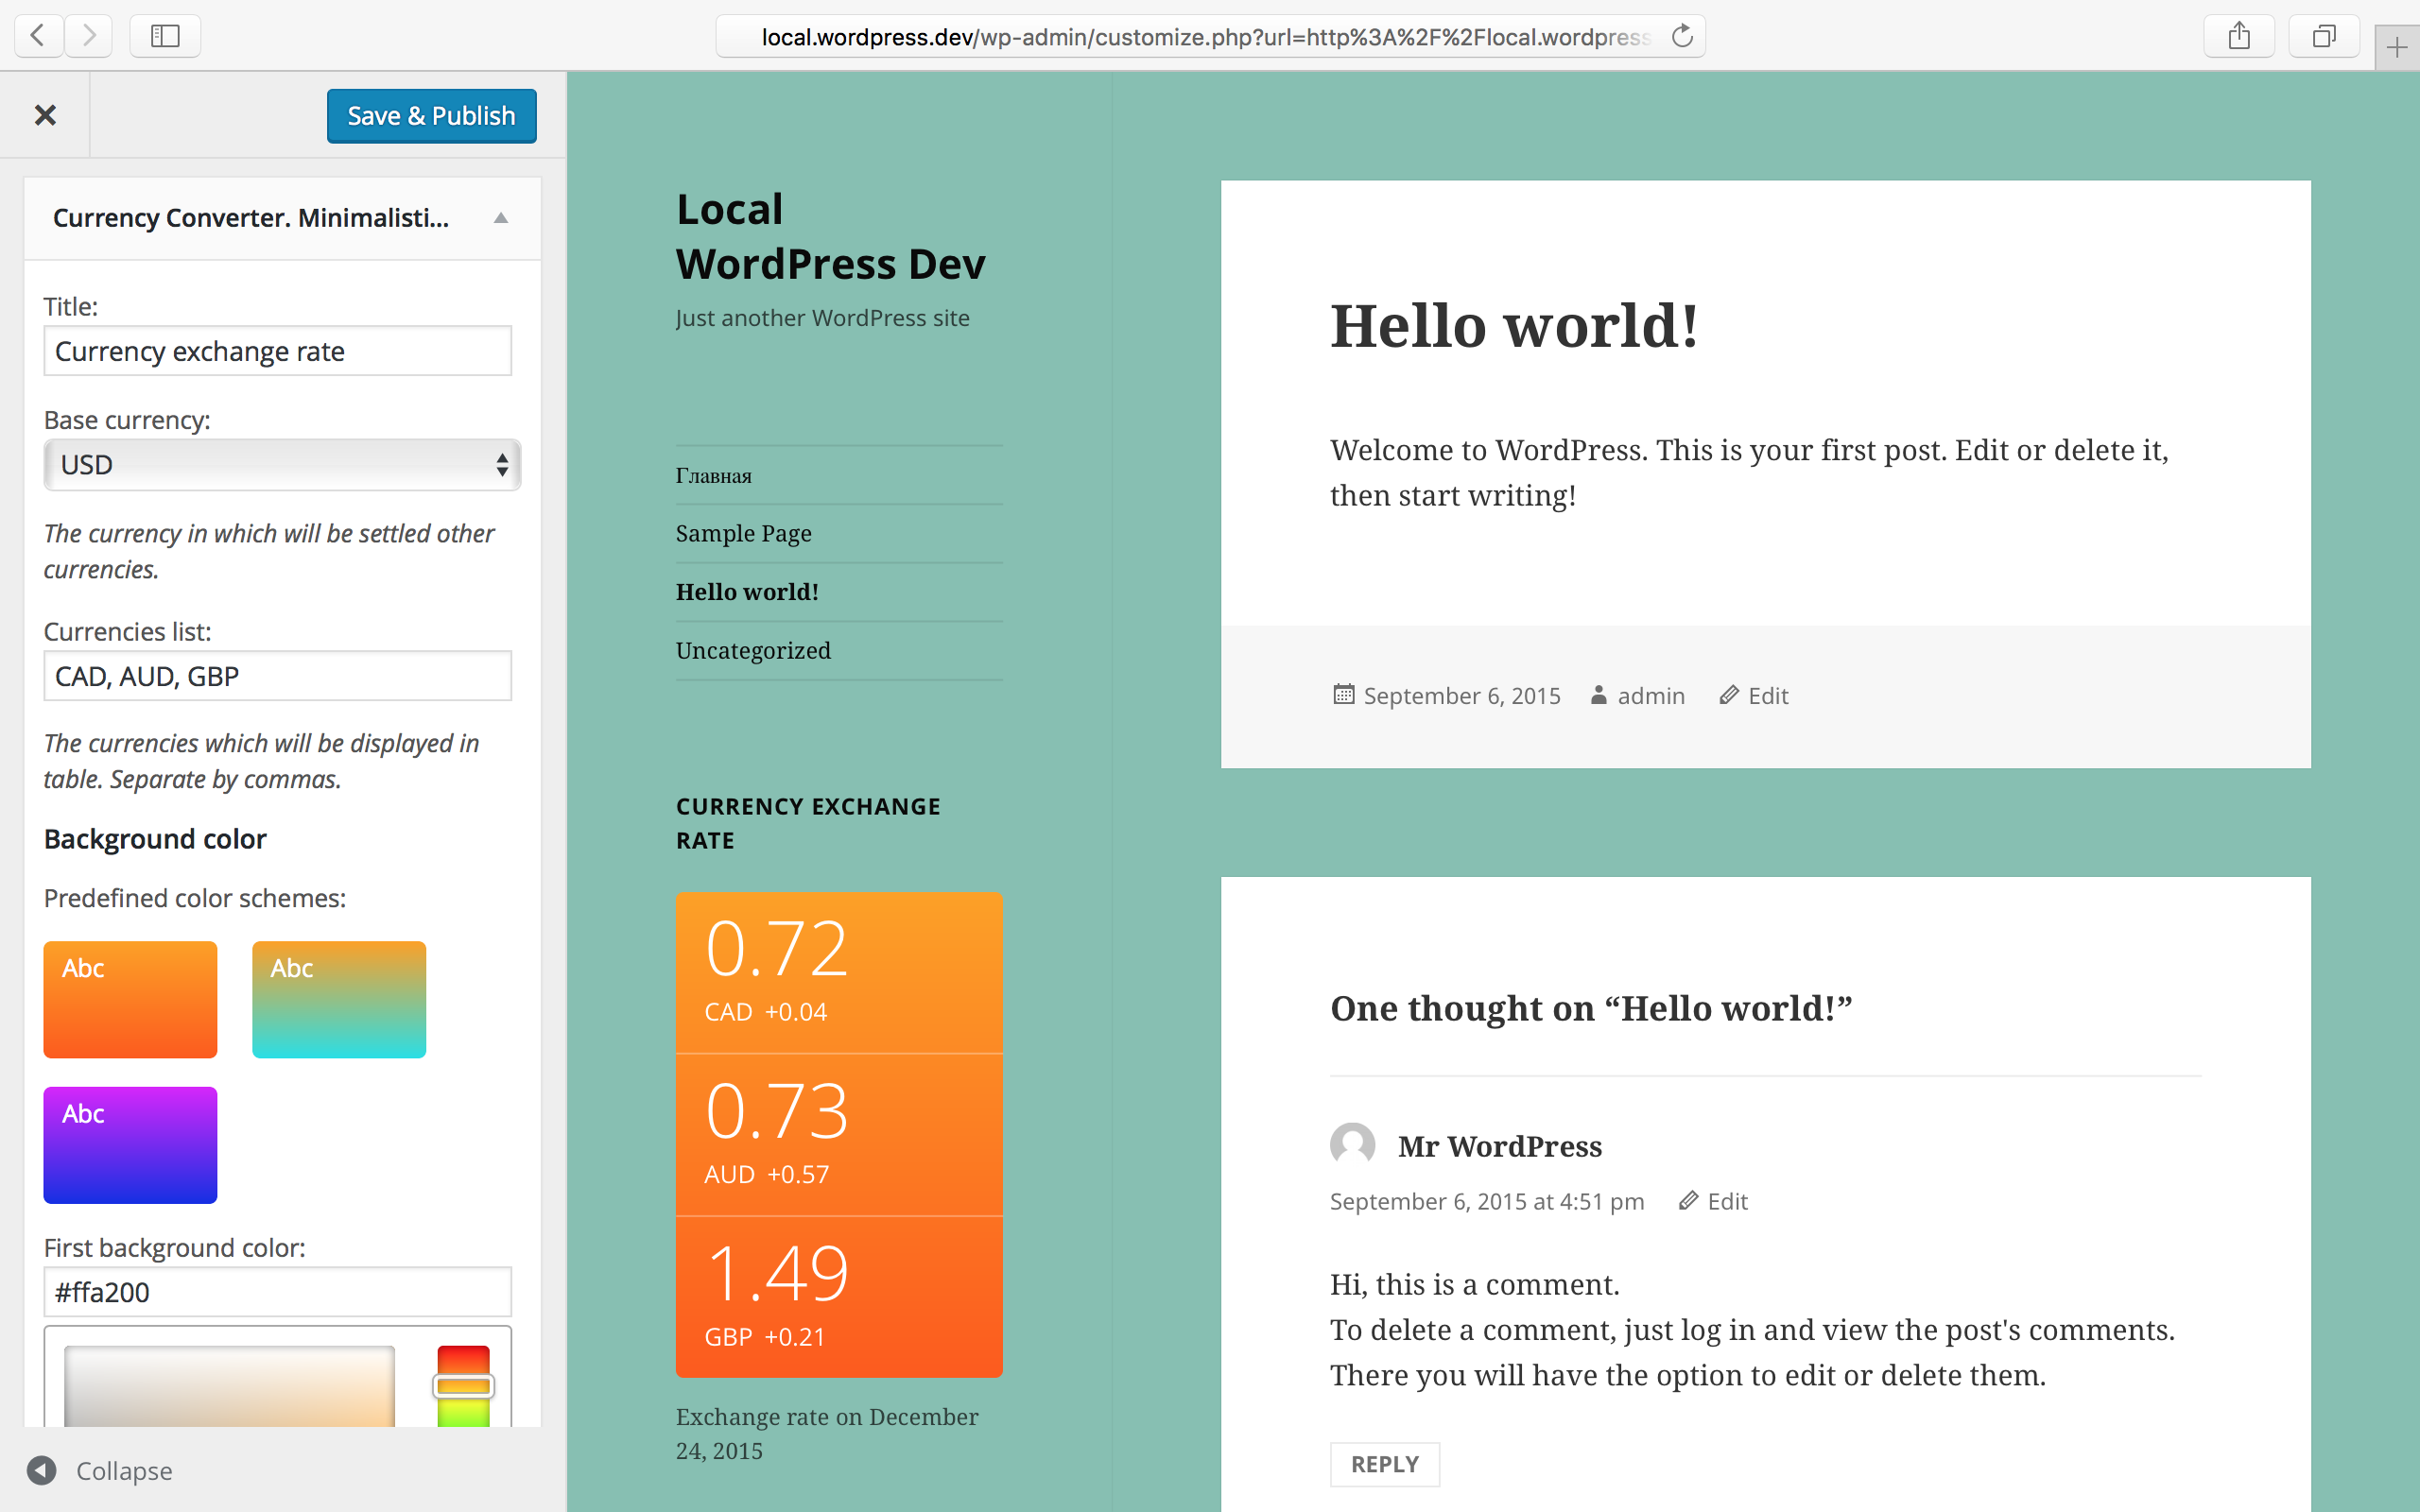 local.wordpress.dev/wp-admin/customize.php?url=http%3A%2F%2Flocal.wordpress
Save & Publish
Currency Converter. Minimalisti...
Title:
Currency exchange rate
Base currency:
USD
The currency in which will be settled other
currencies.
Currencies list:
CAD, AUD, GBP
The currencies which will be displayed in
table. Separate by commas.
Background color
Predefined color schemes:
Abc
Abc
Abc
First background color:
#ffa200
Collapse
Local
WordPress Dev
Just another WordPress site
Главная
Sample Page
Hello world!
Uncategorized
CURRENCY EXCHANGE
RATE
0.72
CAD +0.04
0.73
AUD +0.57
1.49
GBP +0.21
Exchange rate on December
24, 2015
Hello world!
Welcome to WordPress. This is your first post. Edit or delete it,
then start writing!
September 6, 2015 admin Edit
One thought on “Hello world!”
Mr WordPress
September 6, 2015 at 4:51 pm Edit
Hi, this is a comment.
To delete a comment, just log in and view the post's comments.
There you will have the option to edit or delete them.
REPLY